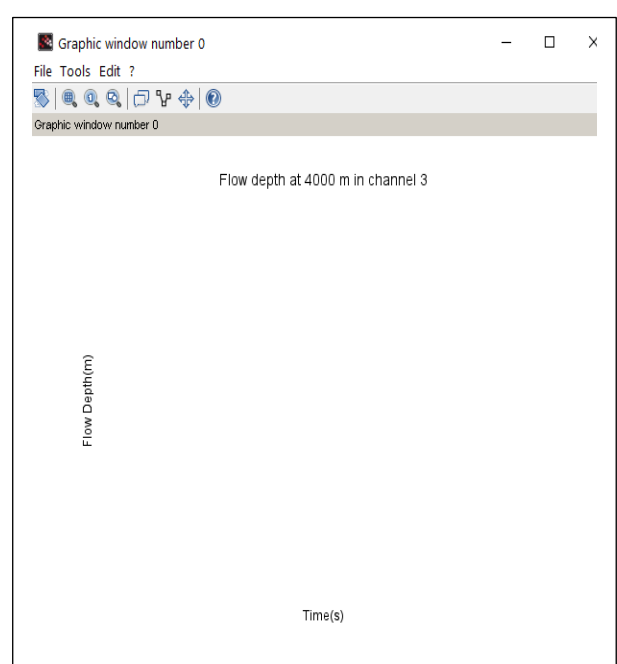 Graphic window number 0
File Tools Edit ?
Graphic window number 0
Flow depth at 4000 m in channel 3
Flow Depth(m)
Time(s)